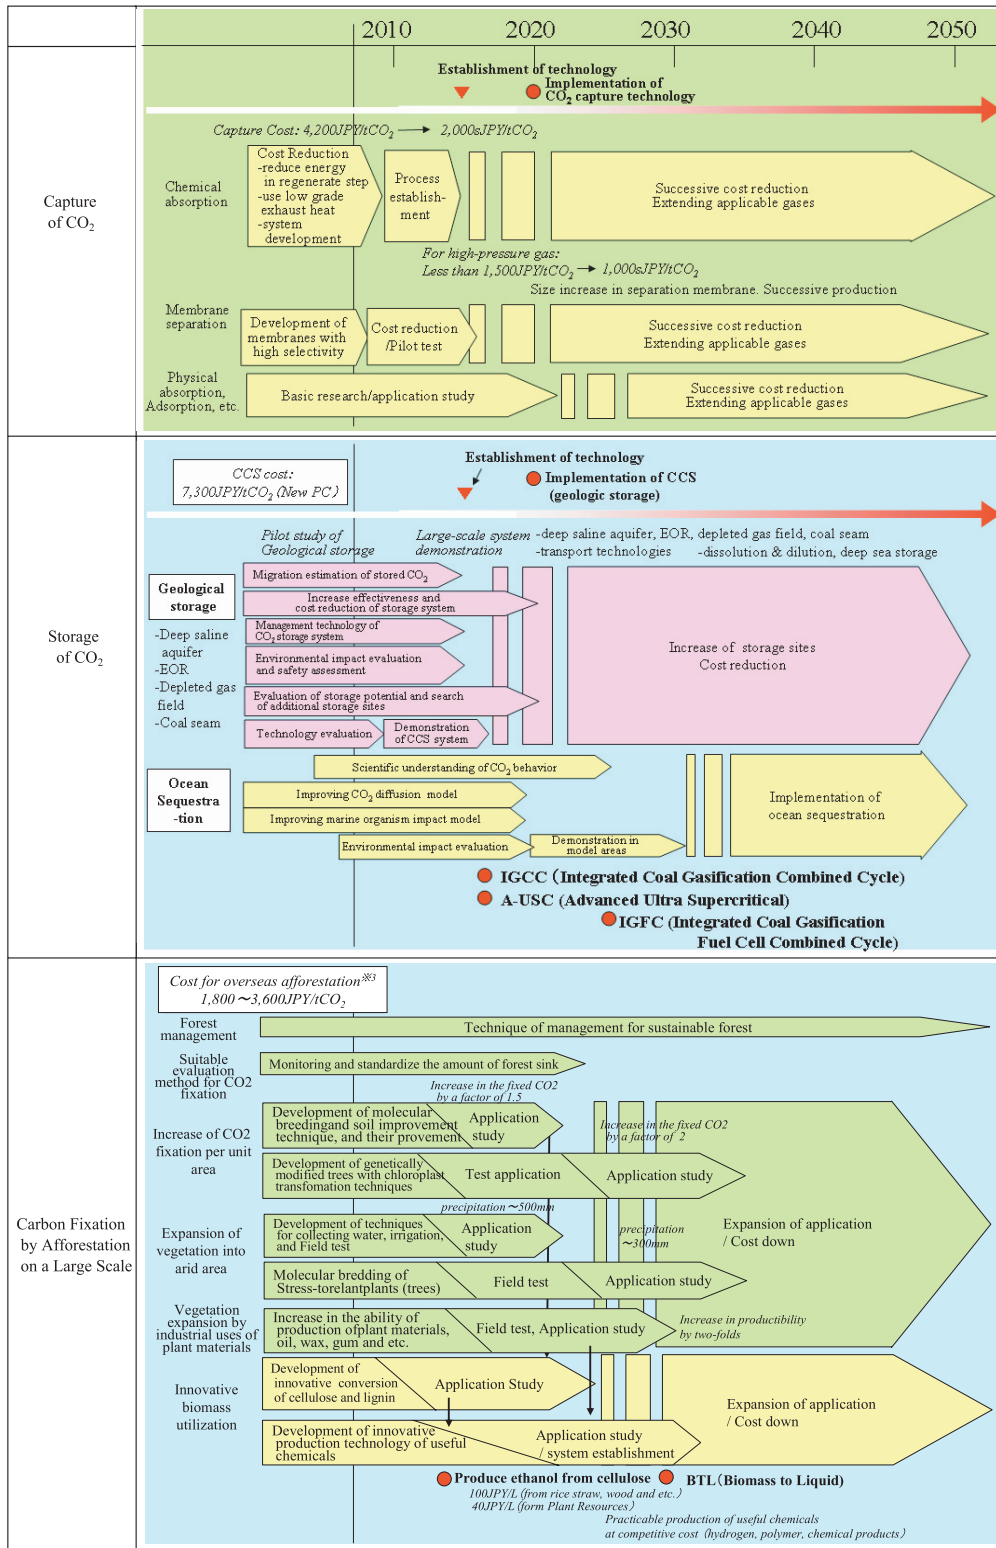 2010
2020
2030
2040
2050
Capture
of CO₂
Establishment of technology
Implementation of
CO₂ capture technology
Capture Cost: 4,200JPY/tCO₂ → 2,000sJPY/tCO₂
Chemical
absorption
Cost Reduction
-reduce energy
in regenerate step
-use low grade
exhaust heat
-system
development
Process
establish-
ment
Successive cost reduction
Extending applicable gases
For high-pressure gas:
Less than 1,500JPY/tCO₂ → 1,000sJPY/tCO₂
Size increase in separation membrane. Successive production
Membrane
separation
Development of
membranes with
high selectivity
Cost reduction
/Pilot test
Successive cost reduction
Extending applicable gases
Physical
absorption,
Adsorption, etc.
Basic research/application study
Successive cost reduction
Extending applicable gases
Storage
of CO₂
CCS cost:
7,300JPY/tCO₂ (New PC)
Establishment of technology
Implementation of CCS
(geologic storage)
Pilot study of
Geological storage
Large-scale system
demonstration
-deep saline aquifer, EOR, depleted gas field, coal seam
-transport technologies
-dissolution & dilution, deep sea storage
Geological
storage
-Deep saline
aquifer
-EOR
-Depleted gas
field
-Coal seam
Migration estimation of stored CO₂
Increase effectiveness and
cost reduction of storage system
Management technology of
CO₂ storage system
Environmental impact evaluation
and safety assessment
Evaluation of storage potential and search
of additional storage sites
Technology evaluation
Demonstration
of CCS system
Increase of storage sites
Cost reduction
Ocean
Sequestra
-tion
Scientific understanding of CO₂ behavior
Improving CO₂ diffusion model
Improving marine organism impact model
Environmental impact evaluation
Demonstration in
model areas
Implementation of
ocean sequestration
IGCC (Integrated Coal Gasification Combined Cycle)
A-USC (Advanced Ultra Supercritical)
IGFC (Integrated Coal Gasification
Fuel Cell Combined Cycle)
Carbon Fixation
by Afforestation
on a Large Scale
Cost for overseas afforestation※3
1,800〜3,600JPY/tCO₂
Forest
management
Technique of management for sustainable forest
Suitable
evaluation
method for CO2
fixation
Monitoring and standardize the amount of forest sink
Increase in the fixed CO2
by a factor of 1.5
Increase of CO2
fixation per unit
area
Development of molecular
breedingand soil improvement
technique, and their provement
Application
study
Increase in the fixed CO2
by a factor of 2
Development of genetically
modified trees with chloroplast
transfomation techniques
Test application
Application study
precipitation〜500mm
Expansion of
vegetation into
arid area
Development of techniques
for collecting water, irrigation,
and Field test
Application
study
precipitation
〜300mm
Expansion of application
/ Cost down
Molecular bredding of
Stress-torelantplants (trees)
Field test
Application study
Vegetation
expansion by
industrial uses of
plant materials
Increase in the ability of
production ofplant materials,
oil, wax, gum and etc.
Field test, Application study
Increase in productibility
by two-folds
Innovative
biomass
utilization
Development of
innovative conversion
of cellulose and lignin
Application Study
Expansion of application
/ Cost down
Development of innovative
production technology of useful
chemicals
Application study
/ system establishment
Produce ethanol from cellulose
100JPY/L (from rice straw, wood and etc.)
40JPY/L (form Plant Resources)
BTL (Biomass to Liquid)
Practicable production of useful chemicals
at competitive cost (hydrogen, polymer, chemical products)